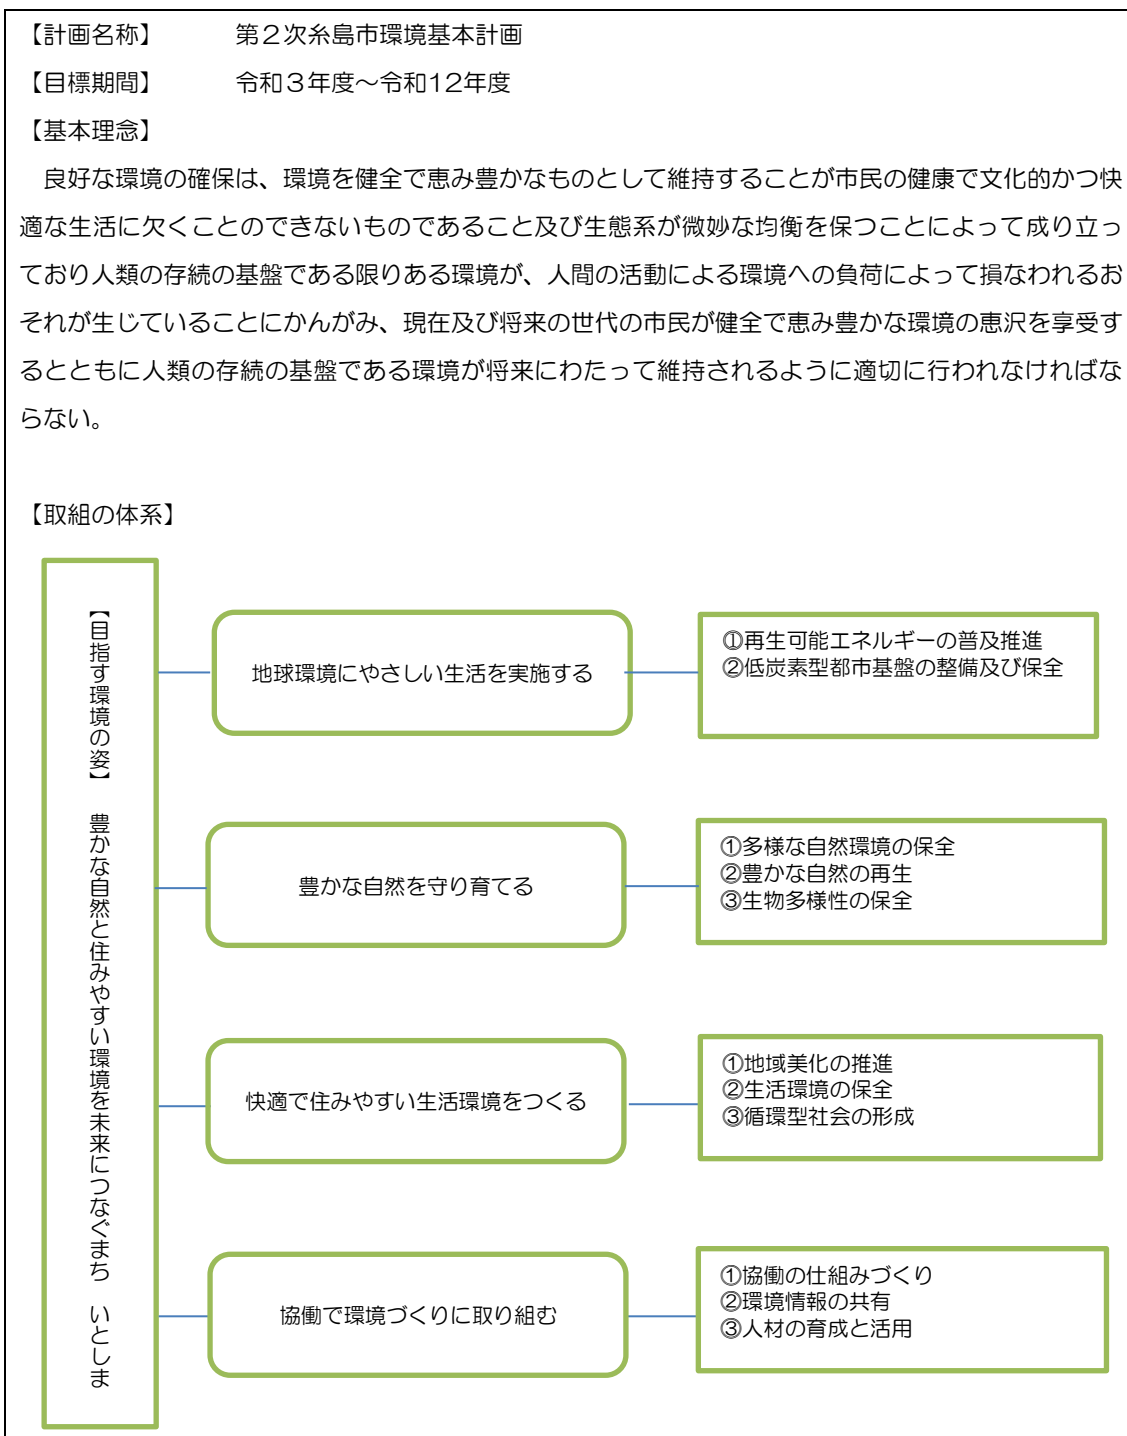 【計画名称】　第２次糸島市環境基本計画
【目標期間】　令和３年度～令和12年度
【基本理念】
　良好な環境の確保は、環境を健全で恵み豊かなものとして維持することが市民の健康で文化的かつ快
適な生活に欠くことのできないものであること及び生態系が微妙な均衡を保つことによって成り立っ
ており人類の存続の基盤である限りある環境が、人間の活動による環境への負荷によって損なわれるお
それが生じていることにかんがみ、現在及び将来の世代の市民が健全で恵み豊かな環境の恵沢を享受す
るとともに人類の存続の基盤である環境が将来にわたって維持されるように適切に行われなければな
らない。
【取組の体系】
【目指す環境の姿】　豊かな自然と住みやすい環境を未来につなぐまち　いとしま
地球環境にやさしい生活を実施する
①再生可能エネルギーの普及推進
②低炭素型都市基盤の整備及び保全
豊かな自然を守り育てる
①多様な自然環境の保全
②豊かな自然の再生
③生物多様性の保全
快適で住みやすい生活環境をつくる
①地域美化の推進
②生活環境の保全
③循環型社会の形成
協働で環境づくりに取り組む
①協働の仕組みづくり
②環境情報の共有
③人材の育成と活用